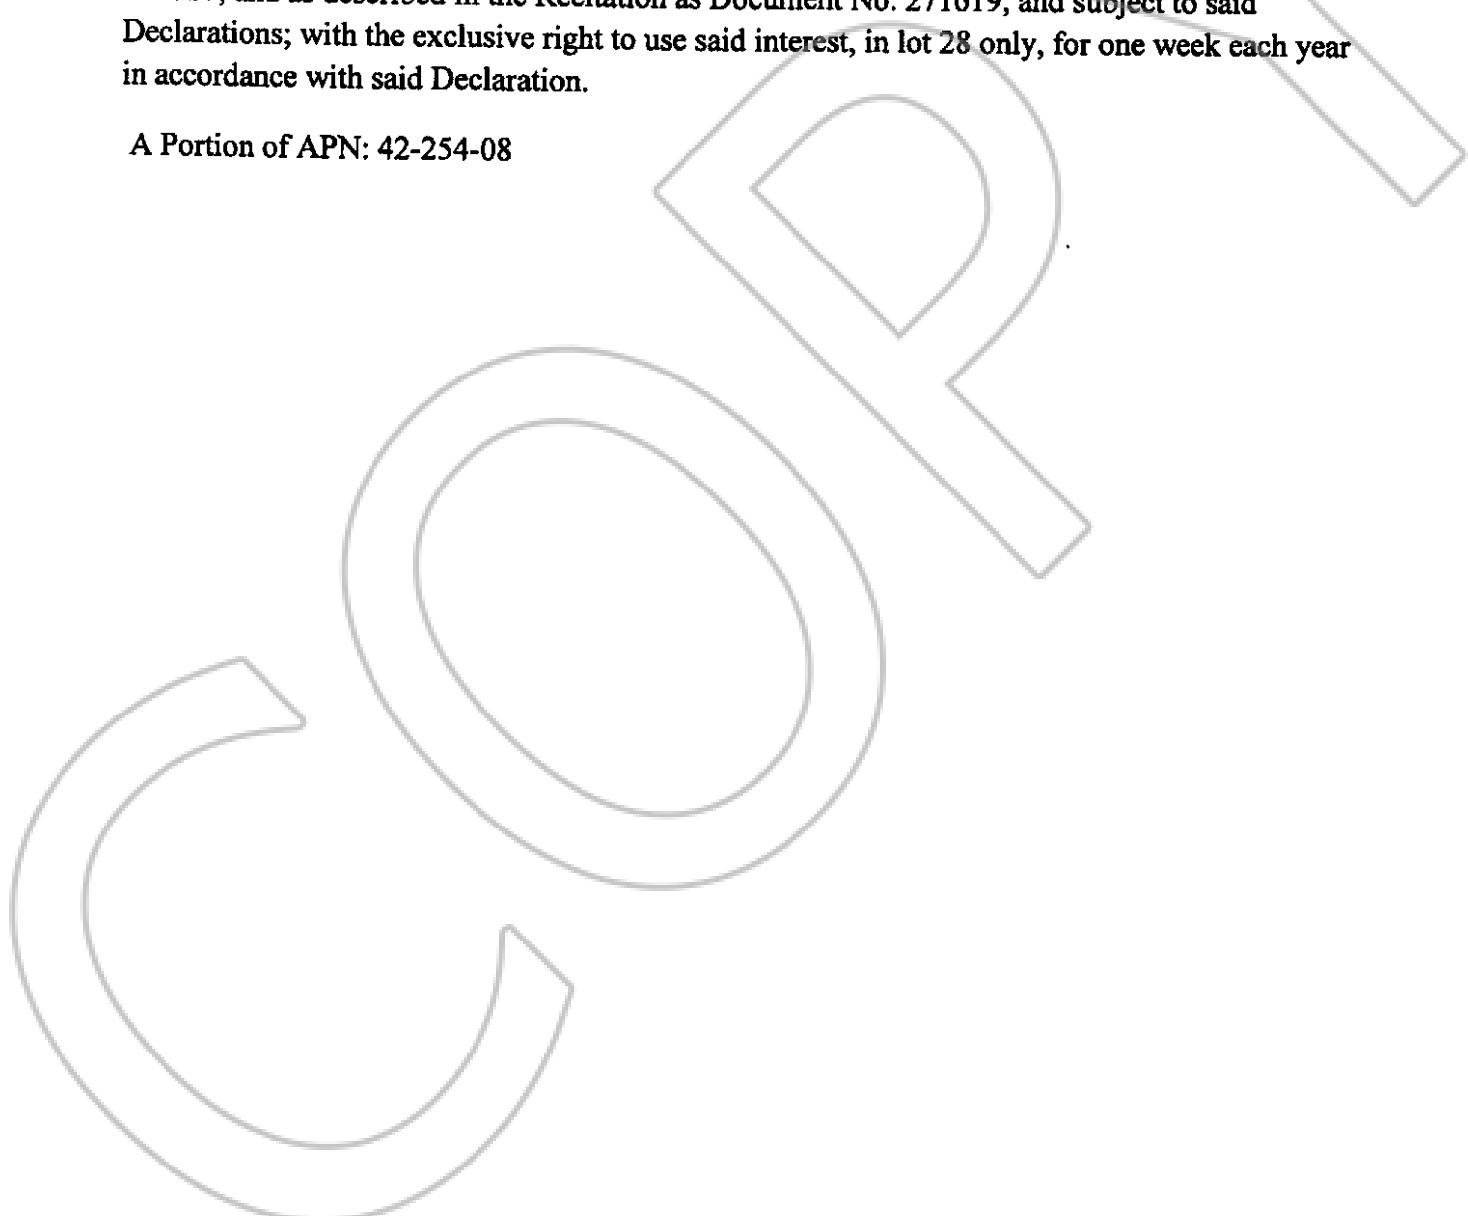 as described in the Recitation as Document No. 271619, and subject to said
Declarations; with the exclusive right to use said interest, in lot 28 only, for one week each year
in accordance with said Declaration.
A Portion of APN: 42-254-08
COPY